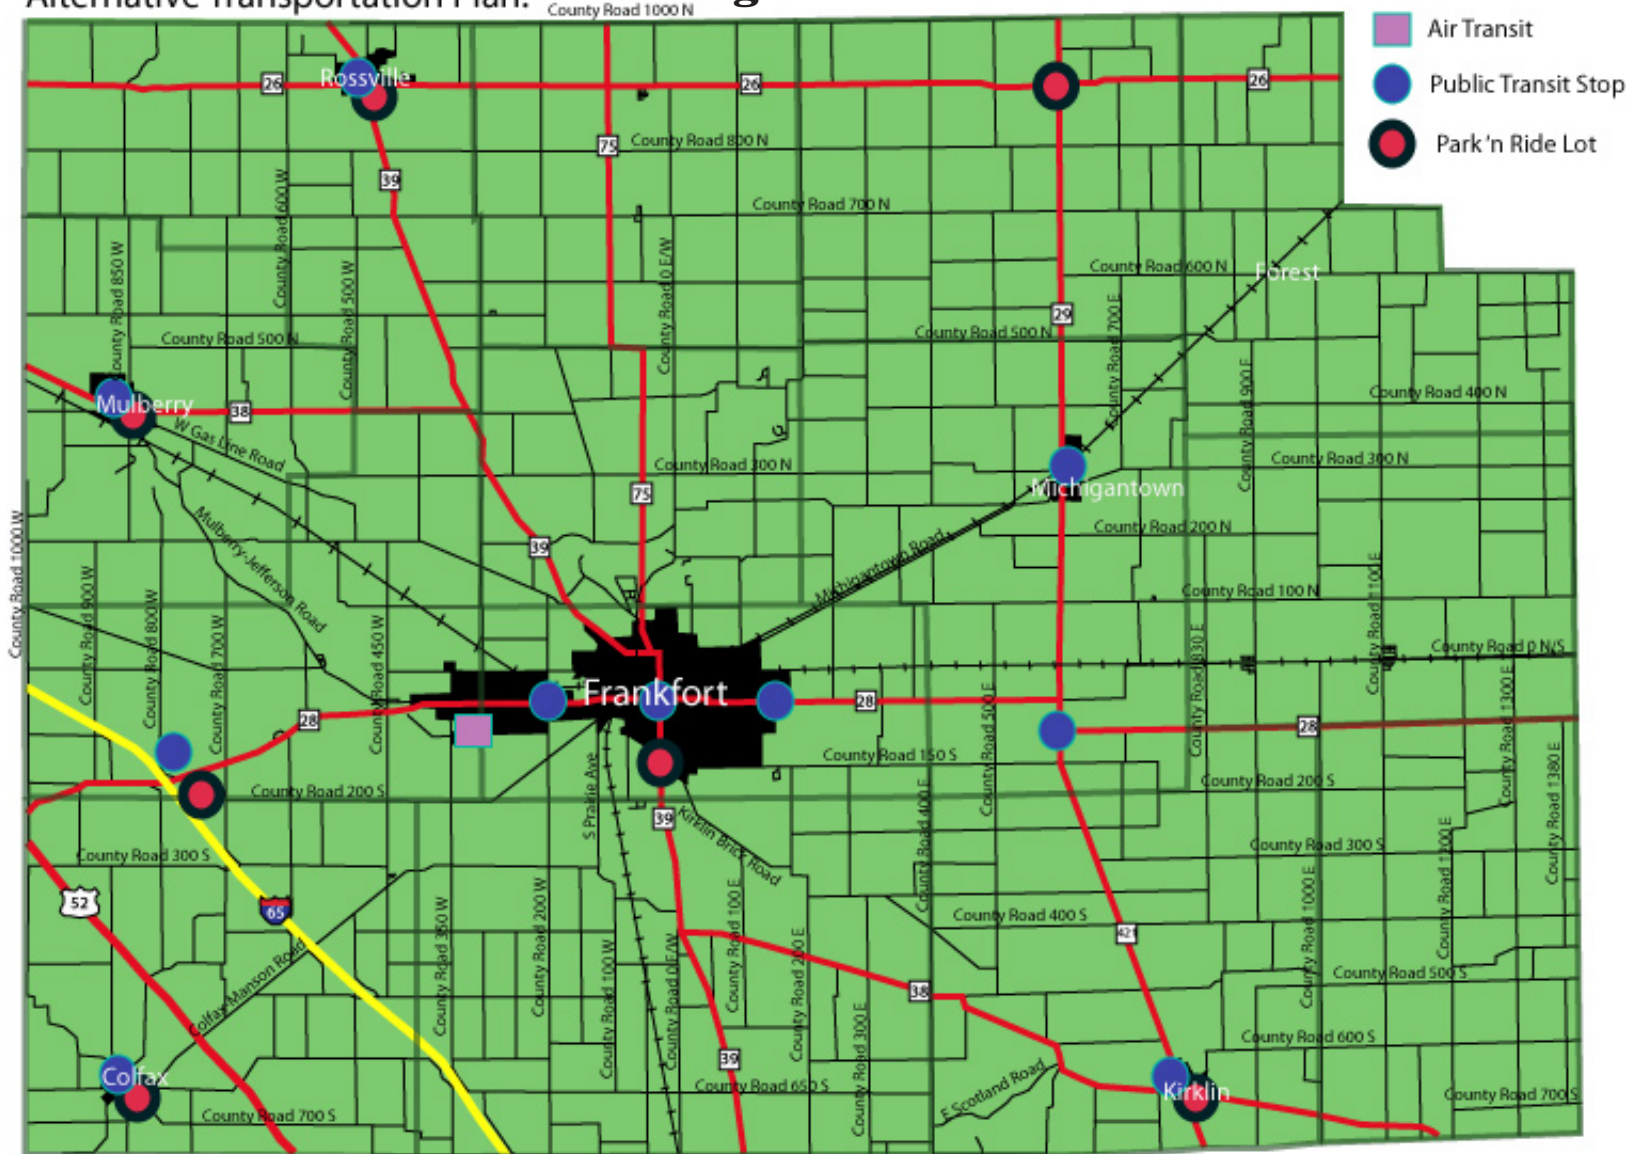 Alternative Transportation Plan:
County Road 1000 N
Air Transit
Public Transit Stop
Park 'n Ride Lot
Rossville
26
26
26
75
County Road 800 N
39
County Road 600 W
County Road 700 N
County Road 850 W
County Road 500 W
County Road 0 E/W
County Road 600 N
Forest
29
County Road 700 E
County Road 500 N
County Road 500 N
County Road 900 E
County Road 400 N
Mulberry
38
W Gas Line Road
County Road 300 N
County Road 300 N
75
Michigantown
County Road 1000 W
Mulberry-Jefferson Road
39
County Road 200 N
Michigantown Road
County Road 1100 E
County Road 100 N
County Road 900 W
County Road 800 W
County Road 700 W
County Road 450 W
County Road 830 E
County Road 0 N/S
Frankfort
28
28
28
County Road 500 E
County Road 1300 E
County Road 150 S
County Road 200 S
County Road 200 S
County Road 1380 E
S Prairie Ave
39
Kirklin Brick Road
County Road 400 E
County Road 300 S
County Road 300 S
County Road 1200 E
52
65
County Road 350 W
County Road 200 W
County Road 100 E
County Road 400 S
421
County Road 1000 E
Colfax-Manson Road
County Road 100 W
County Road 0 E/W
County Road 200 E
38
County Road 500 S
County Road 300 E
County Road 600 S
39
Colfax
County Road 650 S
E Scotland Road
Kirklin
County Road 700 S
County Road 700 S